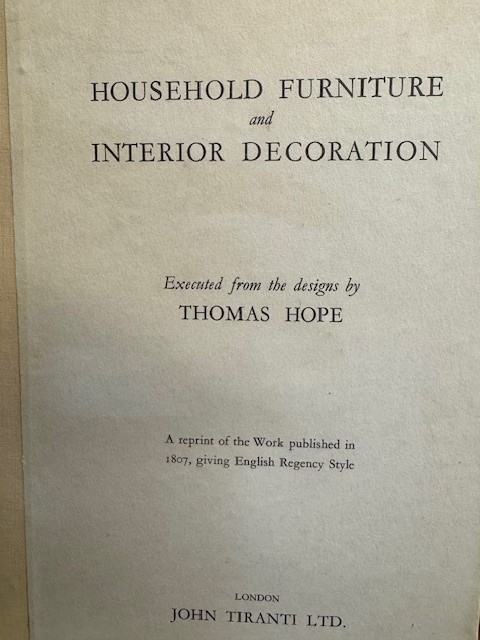 HOUSEHOLD FURNITURE
and
INTERIOR DECORATION
Executed from the designs by
THOMAS HOPE
A reprint of the Work published in
1807, giving English Regency Style
LONDON
JOHN TIRANTI LTD.